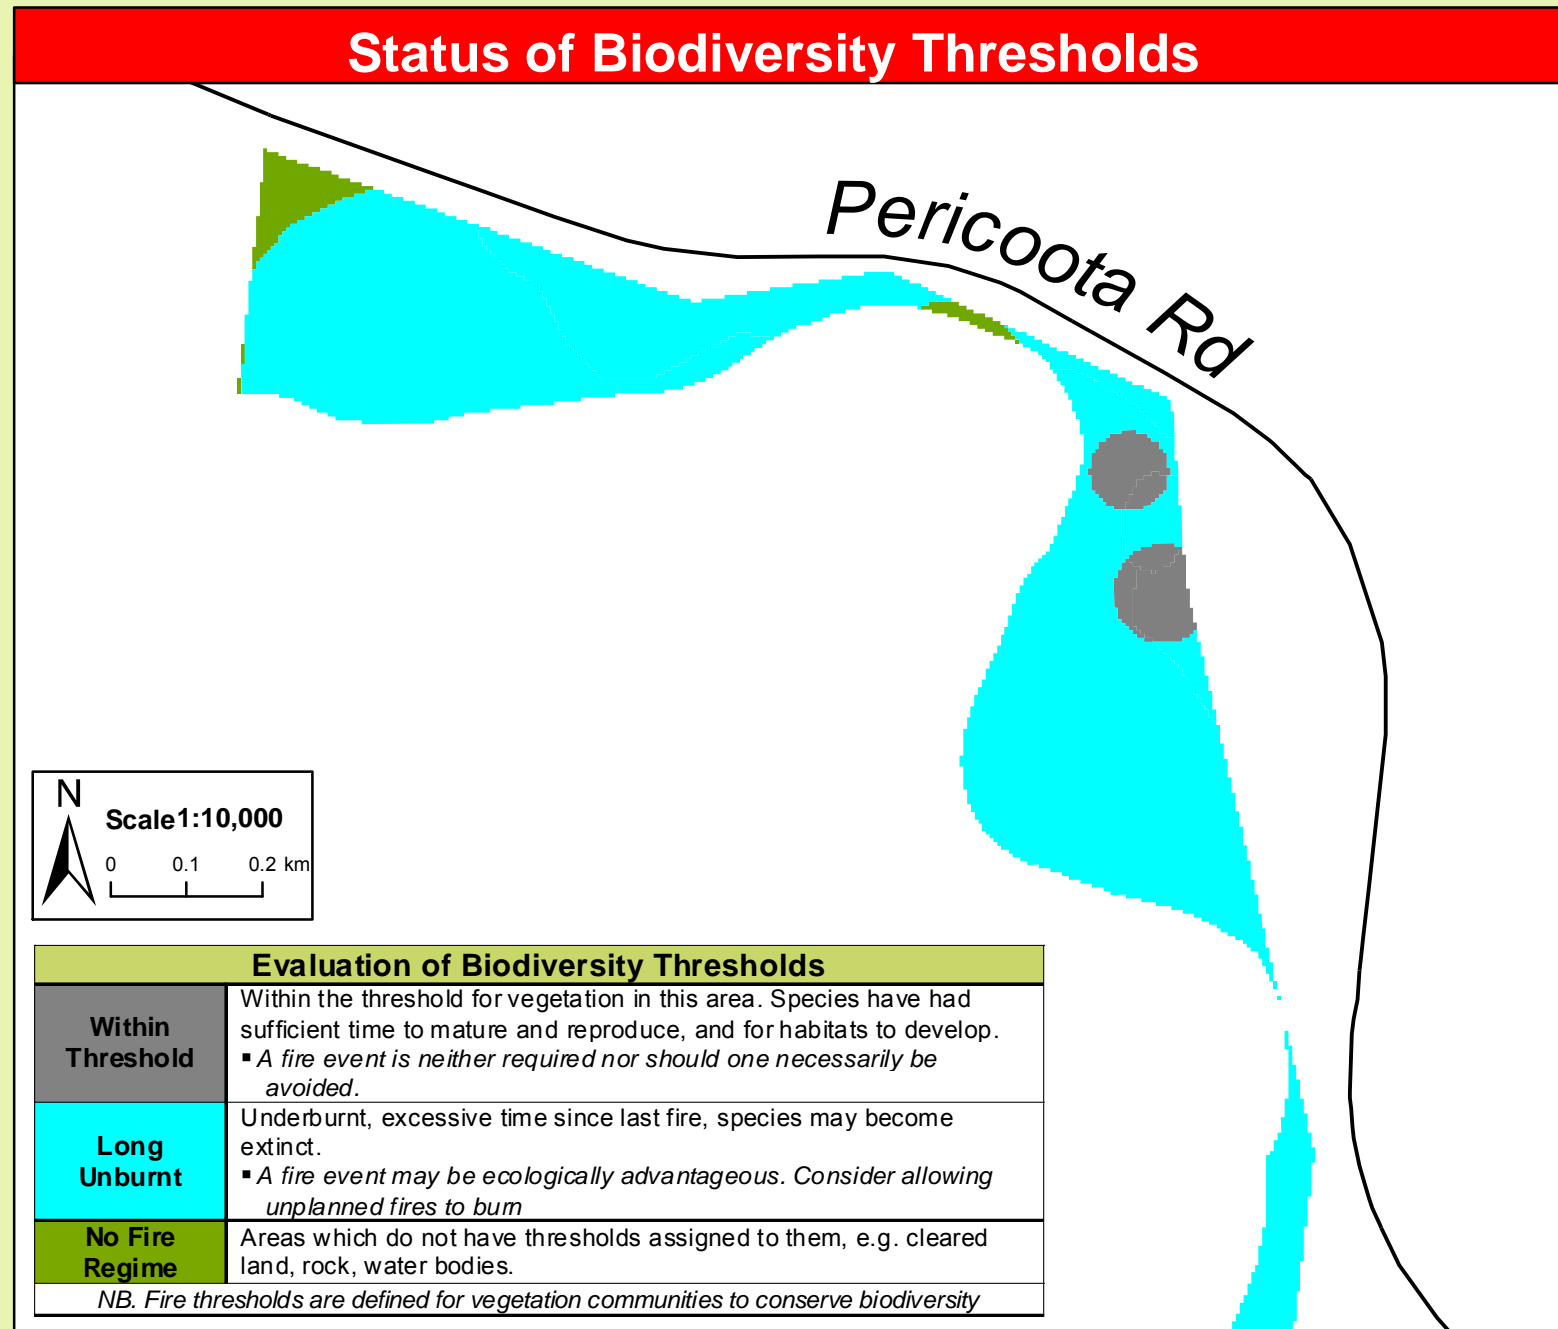 Status of Biodiversity Thresholds
Pericoota Rd
N
Scale1:10,000
0 0.1 0.2 km
Evaluation of Biodiversity Thresholds
Within
Threshold
Within the threshold for vegetation in this area. Species have had
sufficient time to mature and reproduce, and for habitats to develop.
▪ A fire event is neither required nor should one necessarily be
avoided.
Long
Unburnt
Underburnt, excessive time since last fire, species may become
extinct.
▪ A fire event may be ecologically advantageous. Consider allowing
unplanned fires to burn
No Fire
Regime
Areas which do not have thresholds assigned to them, e.g. cleared
land, rock, water bodies.
NB. Fire thresholds are defined for vegetation communities to conserve biodiversity